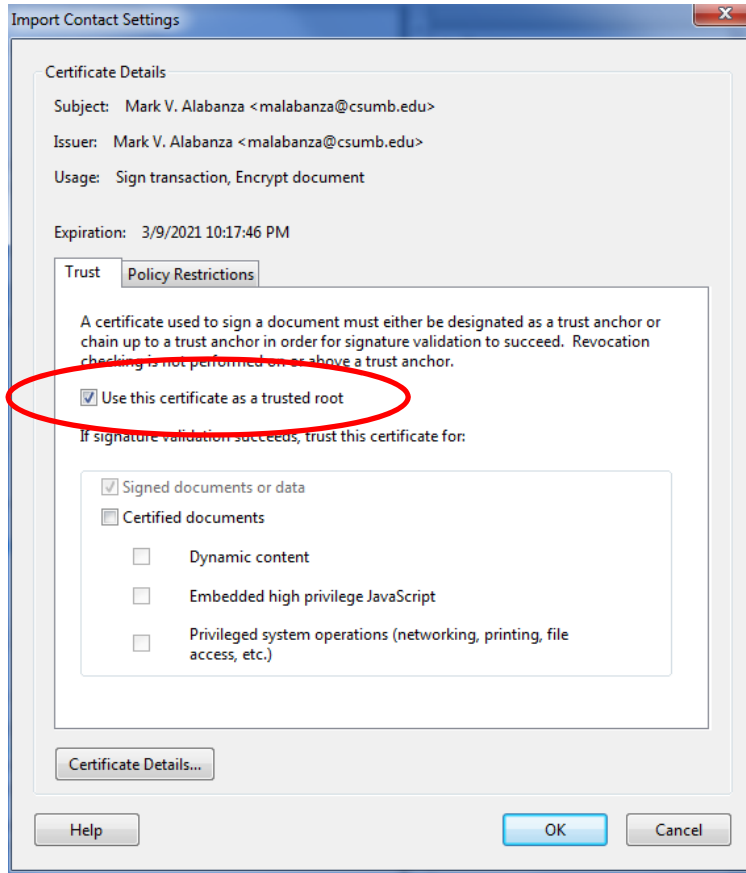 Import Contact Settings
X
Certificate Details
Subject: Mark V. Alabanza <malabanza@csumb.edu>
Issuer: Mark V. Alabanza <malabanza@csumb.edu>
Usage: Sign transaction, Encrypt document
Expiration: 3/9/2021 10:17:46 PM
Trust Policy Restrictions
A certificate used to sign a document must either be designated as a trust anchor or
chain up to a trust anchor in order for signature validation to succeed. Revocation
checking is not performed on or above a trust anchor.
Use this certificate as a trusted root
If signature validation succeeds, trust this certificate for:
Signed documents or data
Certified documents
Dynamic content
Embedded high privilege JavaScript
Privileged system operations (networking, printing, file
access, etc.)
Certificate Details...
Help OK Cancel